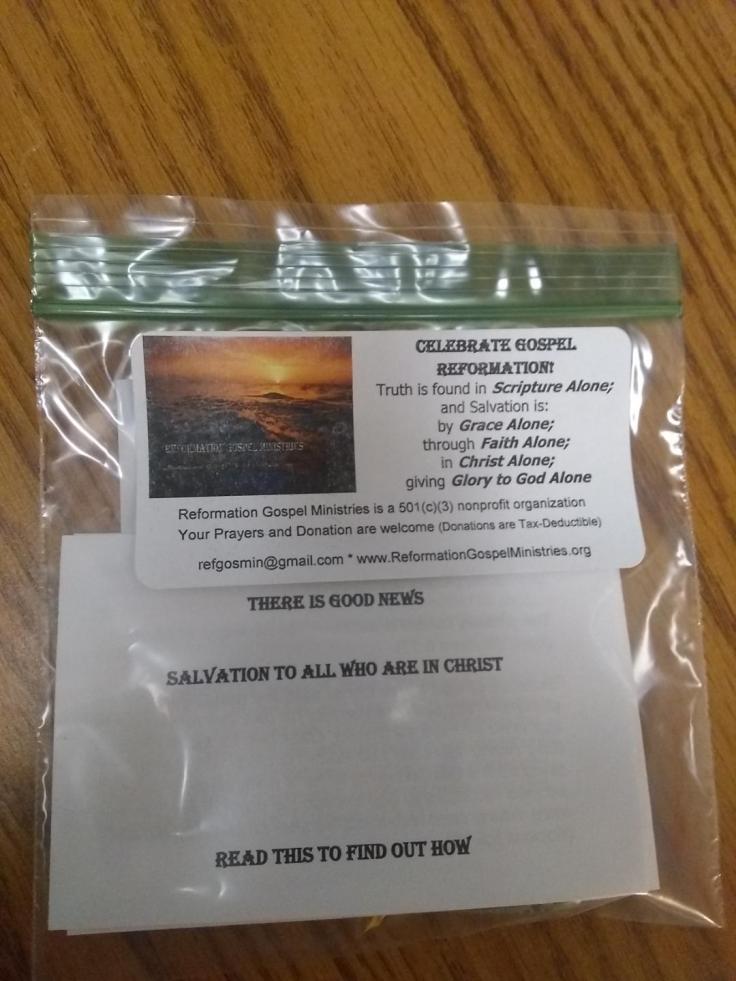 CELEBRATE GOSPEL
REFORMATION!
Truth is found in Scripture Alone;
and Salvation is:
by Grace Alone;
through Faith Alone;
in Christ Alone;
giving Glory to God Alone
REFORMATION GOSPEL MINISTRIES
Reformation Gospel Ministries is a 501(c)(3) nonprofit organization
Your Prayers and Donation are welcome (Donations are Tax-Deductible)
refgosmin@gmail.com * www.ReformationGospelMinistries.org
THERE IS GOOD NEWS
SALVATION TO ALL WHO ARE IN CHRIST
READ THIS TO FIND OUT HOW